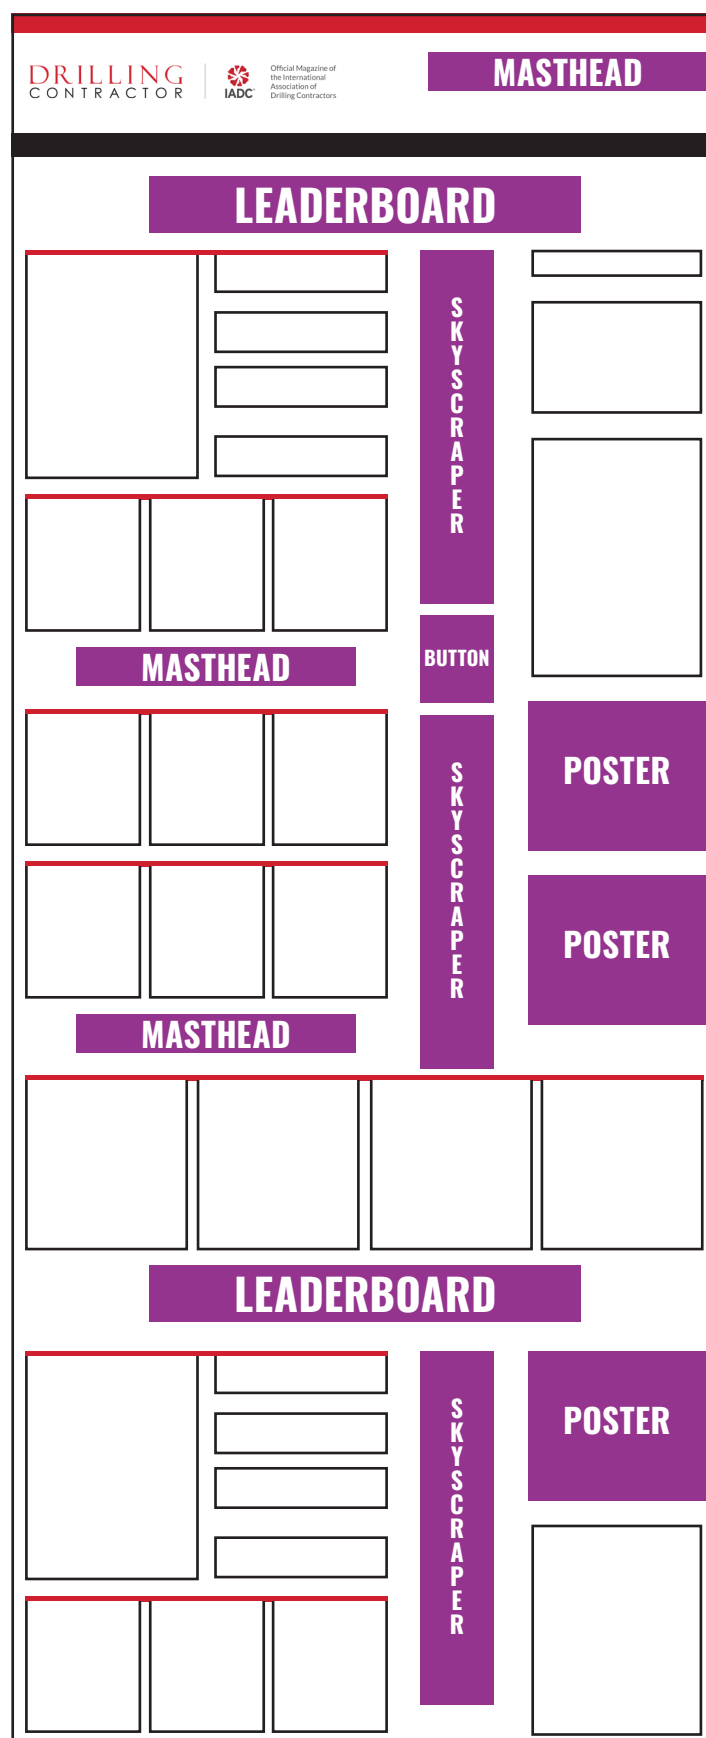 DRILLING
CONTRACTOR
IADC
Official Magazine of
the International
Association of
Drilling Contractors
MASTHEAD
LEADERBOARD
SKYSCRAPER
BUTTON
MASTHEAD
SKYSCRAPER
POSTER
POSTER
MASTHEAD
LEADERBOARD
SKYSCRAPER
POSTER